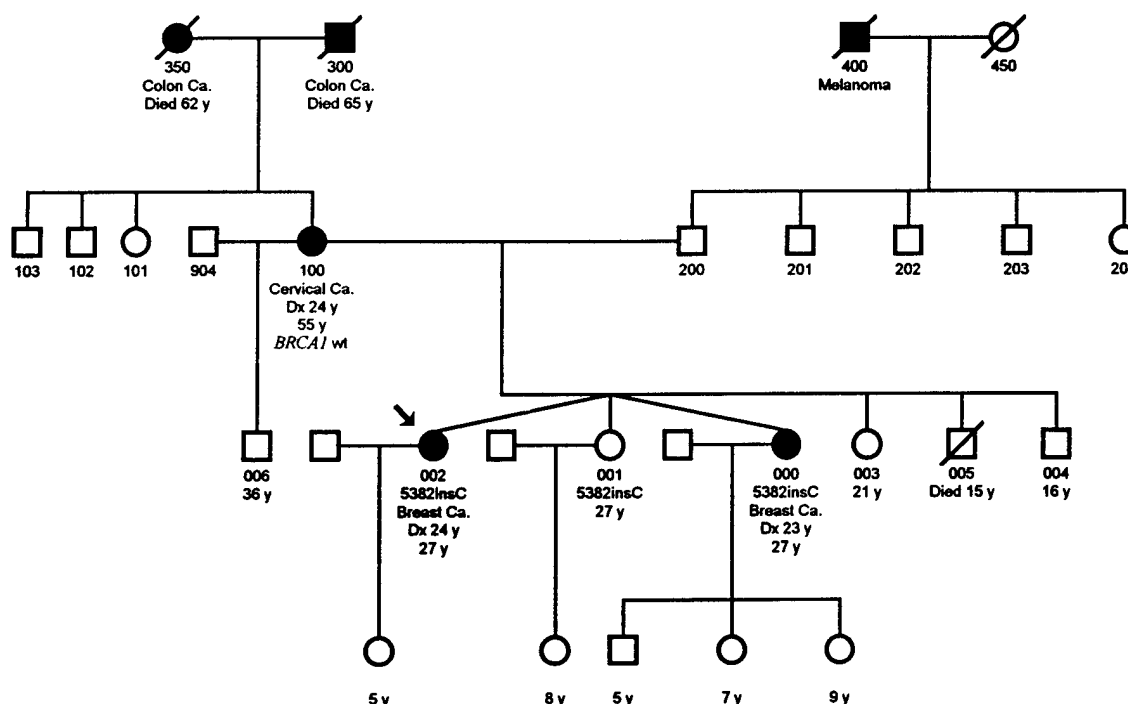 350
Colon Ca.
Died 62 y
300
Colon Ca.
Died 65 y
400
Melanoma
450
103
102
101
904
100
Cervical Ca.
Dx 24 y
55 y
BRCA1 wt
200
201
202
203
20
006
36 y
002
5382InsC
Breast Ca.
Dx 24 y
27 y
001
5382insC
27 y
000
5382insC
Breast Ca.
Dx 23 y
27 y
003
21 y
005
Died 15 y
004
16 y
5 y
8 y
5 y
7 y
9 y